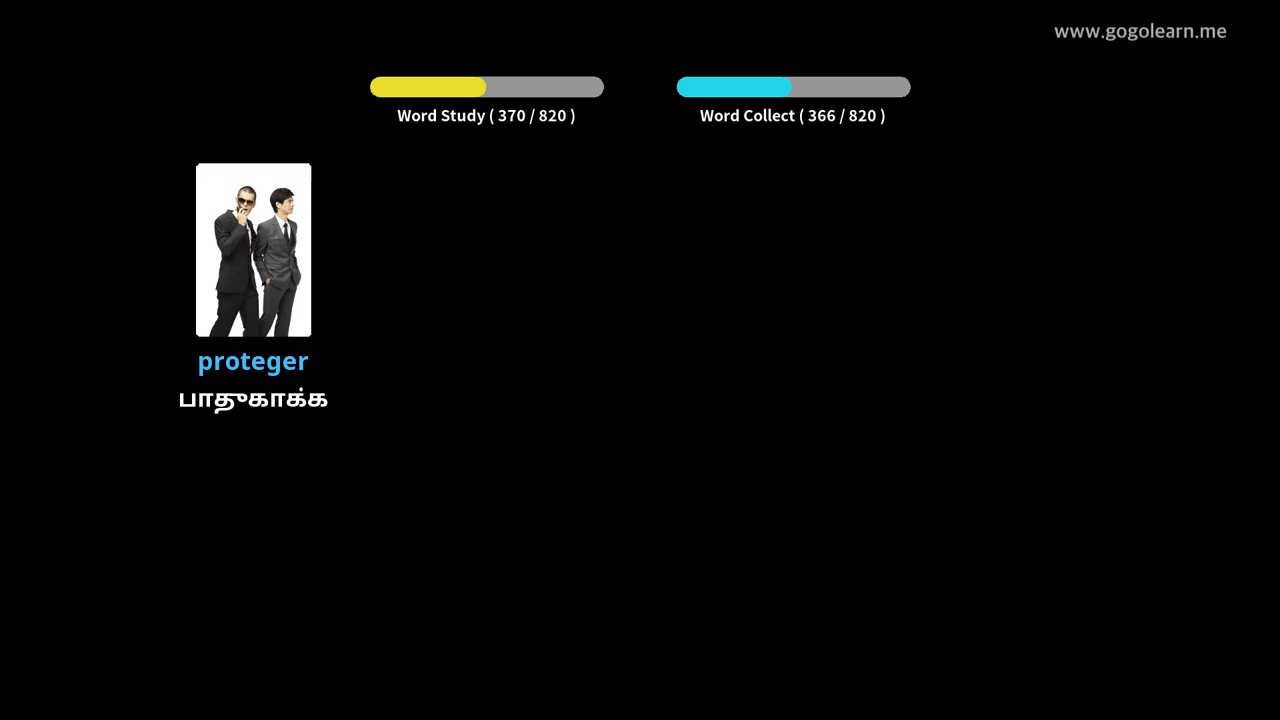 www.gogolearn.me
Word Study ( 370 / 820 )
Word Collect ( 366 / 820 )
proteger
பாதுகாக்க